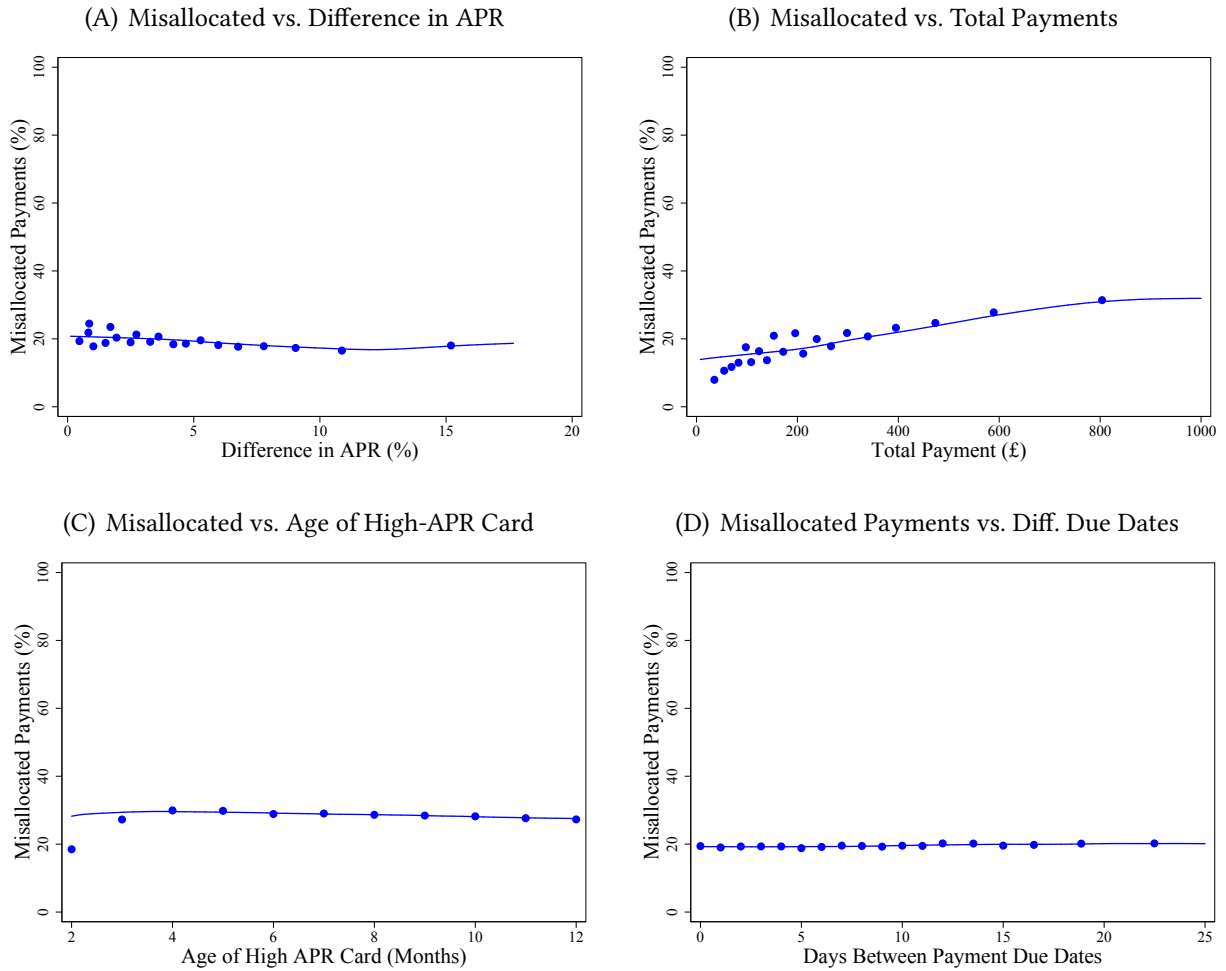 (A) Misallocated vs. Difference in APR
Misallocated Payments (%)
0 20 40 60 80 100
0 5 10 15 20
Difference in APR (%)
(B) Misallocated vs. Total Payments
Misallocated Payments (%)
0 20 40 60 80 100
0 200 400 600 800 1000
Total Payment (£)
(C) Misallocated vs. Age of High-APR Card
Misallocated Payments (%)
0 20 40 60 80 100
2 4 6 8 10 12
Age of High APR Card (Months)
(D) Misallocated Payments vs. Diff. Due Dates
Misallocated Payments (%)
0 20 40 60 80 100
0 5 10 15 20 25
Days Between Payment Due Dates